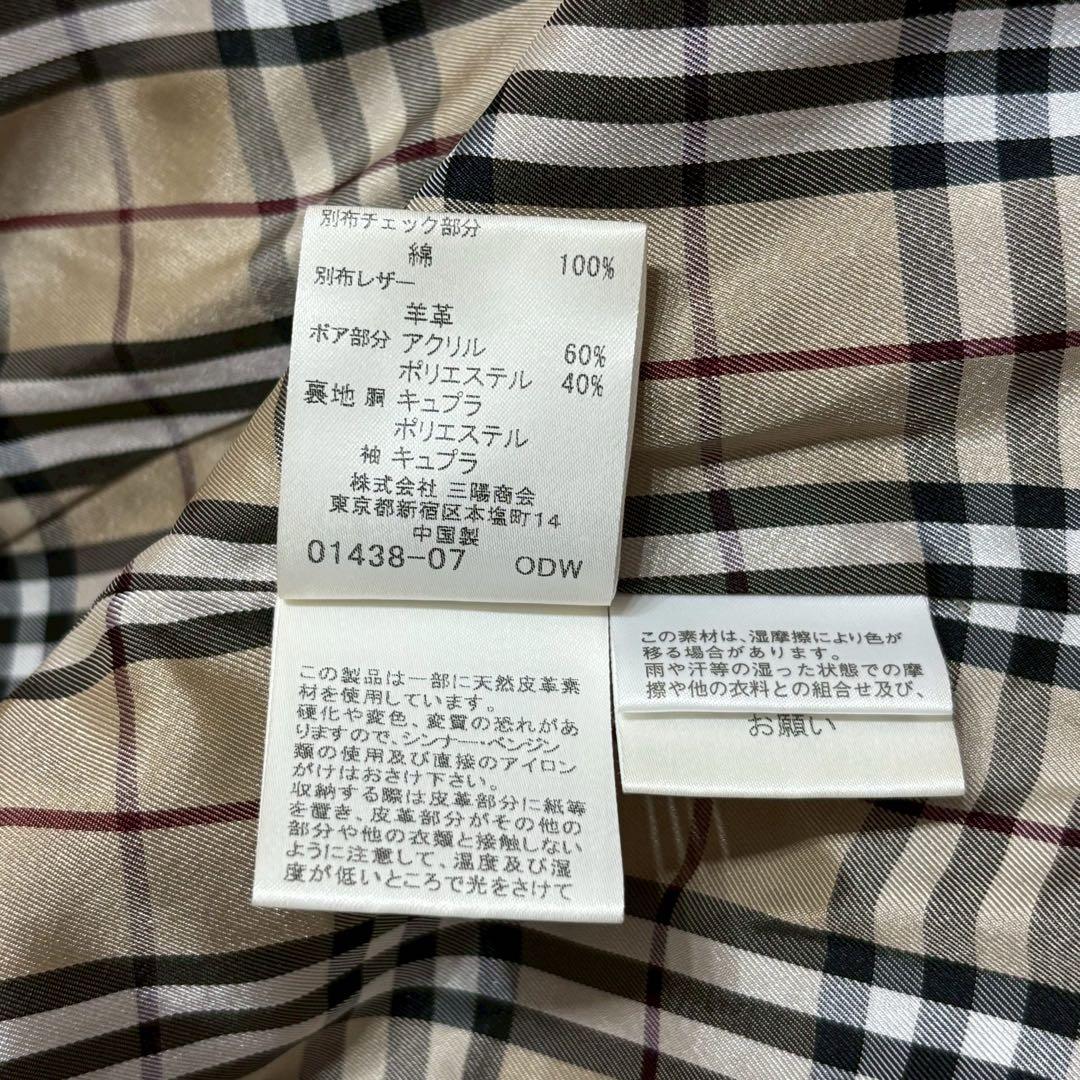 別布チェック部分
綿 100%
別布レザー
羊革
ボア部分 アクリル 60%
ポリエステル 40%
裏地 胴 キュプラ
ポリエステル
袖 キュプラ
株式会社 三陽商会
東京都新宿区本塩町14
中国製
01438-07 ODW
この製品は一部に天然皮革素
材を使用しています。
硬化や変色、変質の恐れがあ
りますので、シンナー・ベンジン
類の使用及び直接のアイロン
がけはおさけ下さい。
収納する際は皮革部分に紙等
を置き、皮革部分がその他の
部分や他の衣類と接触しない
ように注意して、温度及び湿
度が低いところで光をさけて
この素材は、湿摩擦により色が
移る場合があります。
雨や汗等の湿った状態での摩
擦や他の衣料との組合せ及び、
お願い